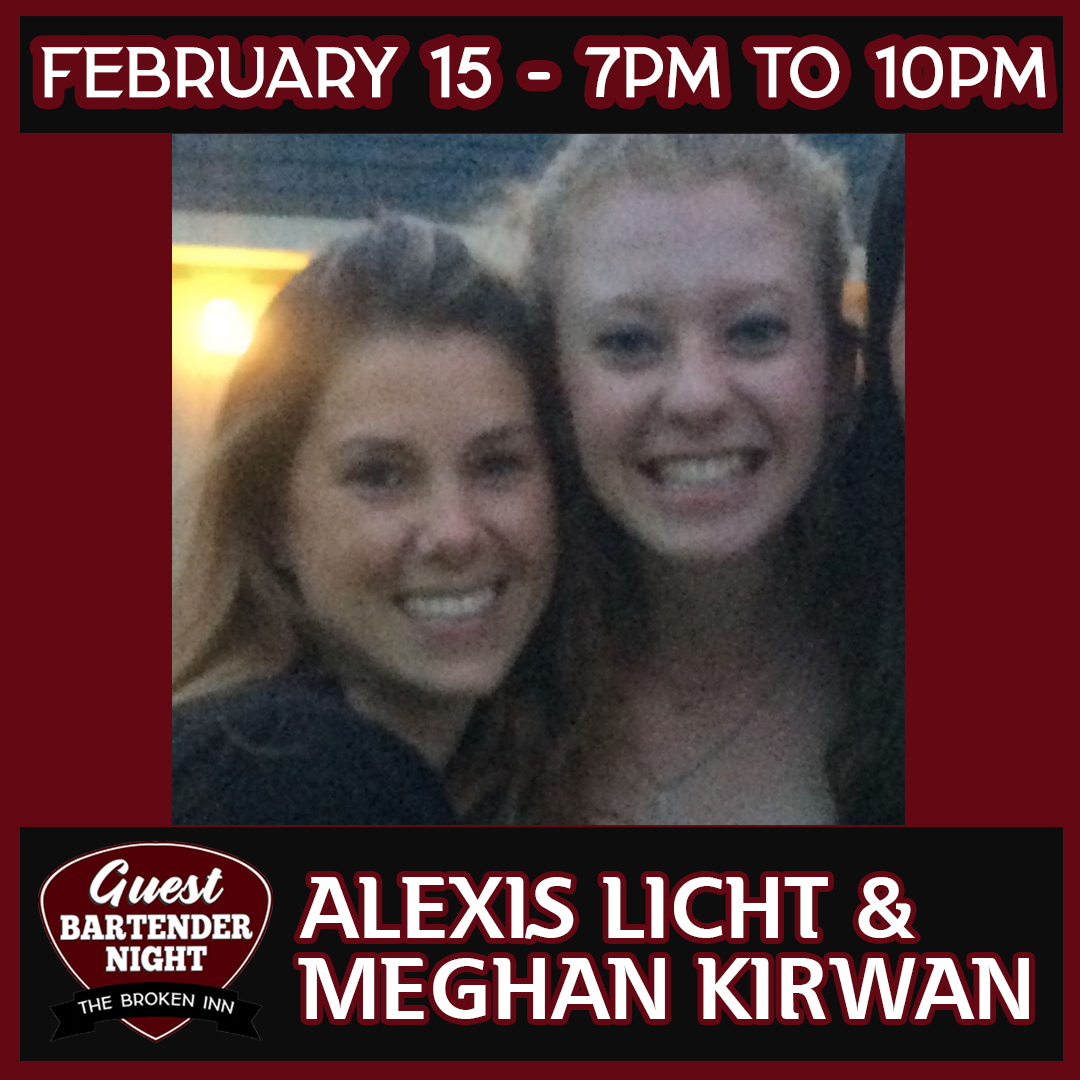 FEBRUARY 15 - 7PM TO 10PM
Guest
BARTENDER
NIGHT
THE BROKEN INN
ALEXIS LICHT &
MEGHAN KIRWAN